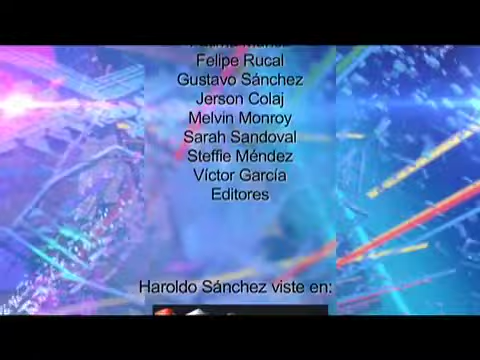 Felipe Rucal
Gustavo Sánchez
Jerson Colaj
Melvin Monroy
Sarah Sandoval
Steffie Méndez
Víctor García
Editores
Haroldo Sánchez viste en: